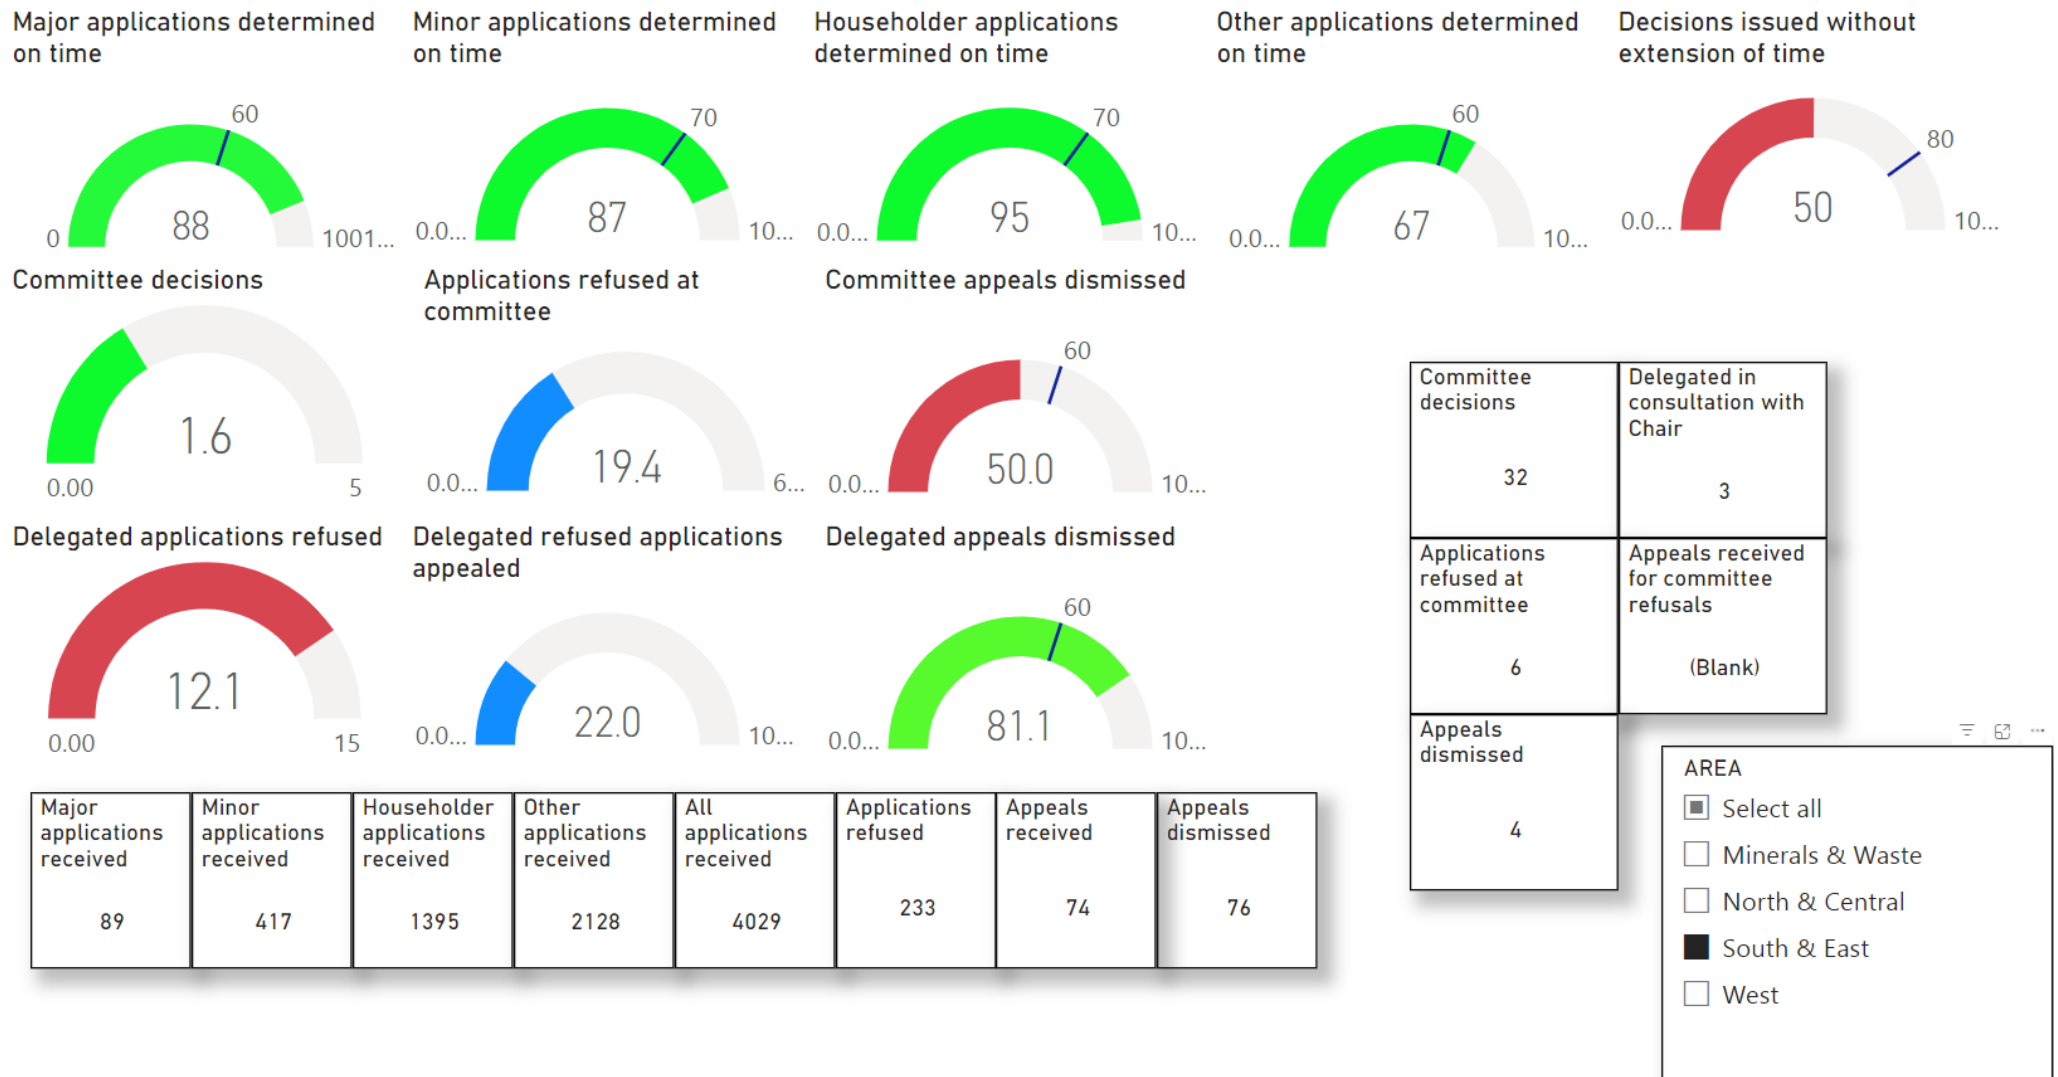 Major applications determined
on time
Minor applications determined
on time
Householder applications
determined on time
Other applications determined
on time
Decisions issued without
extension of time
60
88
0
1001...
70
87
0.0...
10...
70
95
0.0...
10...
60
67
0.0...
10...
80
50
0.0...
10...
Committee decisions
1.6
0.00
5
Applications refused at
committee
19.4
0.0...
6...
Committee appeals dismissed
60
50.0
0.0...
10...
Delegated applications refused
12.1
0.00
15
Delegated refused applications
appealed
22.0
0.0...
10...
Delegated appeals dismissed
60
81.1
0.0...
10...
Committee
decisions
32
Delegated in
consultation with
Chair
3
Applications
refused at
committee
6
Appeals received
for committee
refusals
(Blank)
Appeals
dismissed
4
Major
applications
received
89
Minor
applications
received
417
Householder
applications
received
1395
Other
applications
received
2128
All
applications
received
4029
Applications
refused
233
Appeals
received
74
Appeals
dismissed
76
AREA
Select all
Minerals & Waste
North & Central
South & East
West